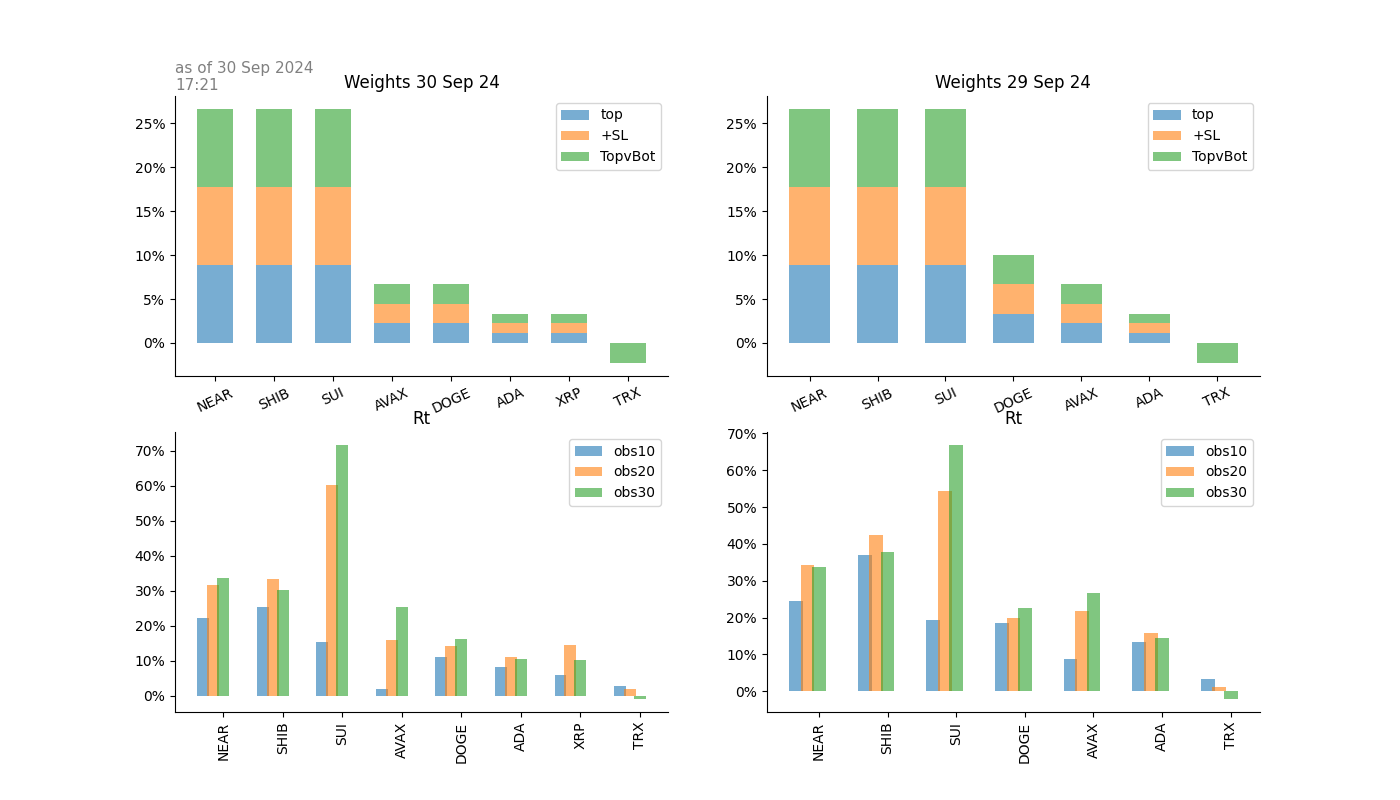 as of 30 Sep 2024
17:21
Weights 30 Sep 24
25%
20%
15%
10%
5%
0%
top
+SL
TopvBot
NEAR SHIB SUI AVAX DOGE ADA XRP TRX
Weights 29 Sep 24
25%
20%
15%
10%
5%
0%
top
+SL
TopvBot
NEAR SHIB SUI DOGE AVAX ADA TRX
Rt
70%
60%
50%
40%
30%
20%
10%
0%
obs10
obs20
obs30
NEAR SHIB SUI AVAX DOGE ADA XRP TRX
Rt
70%
60%
50%
40%
30%
20%
10%
0%
obs10
obs20
obs30
NEAR SHIB SUI DOGE AVAX ADA TRX